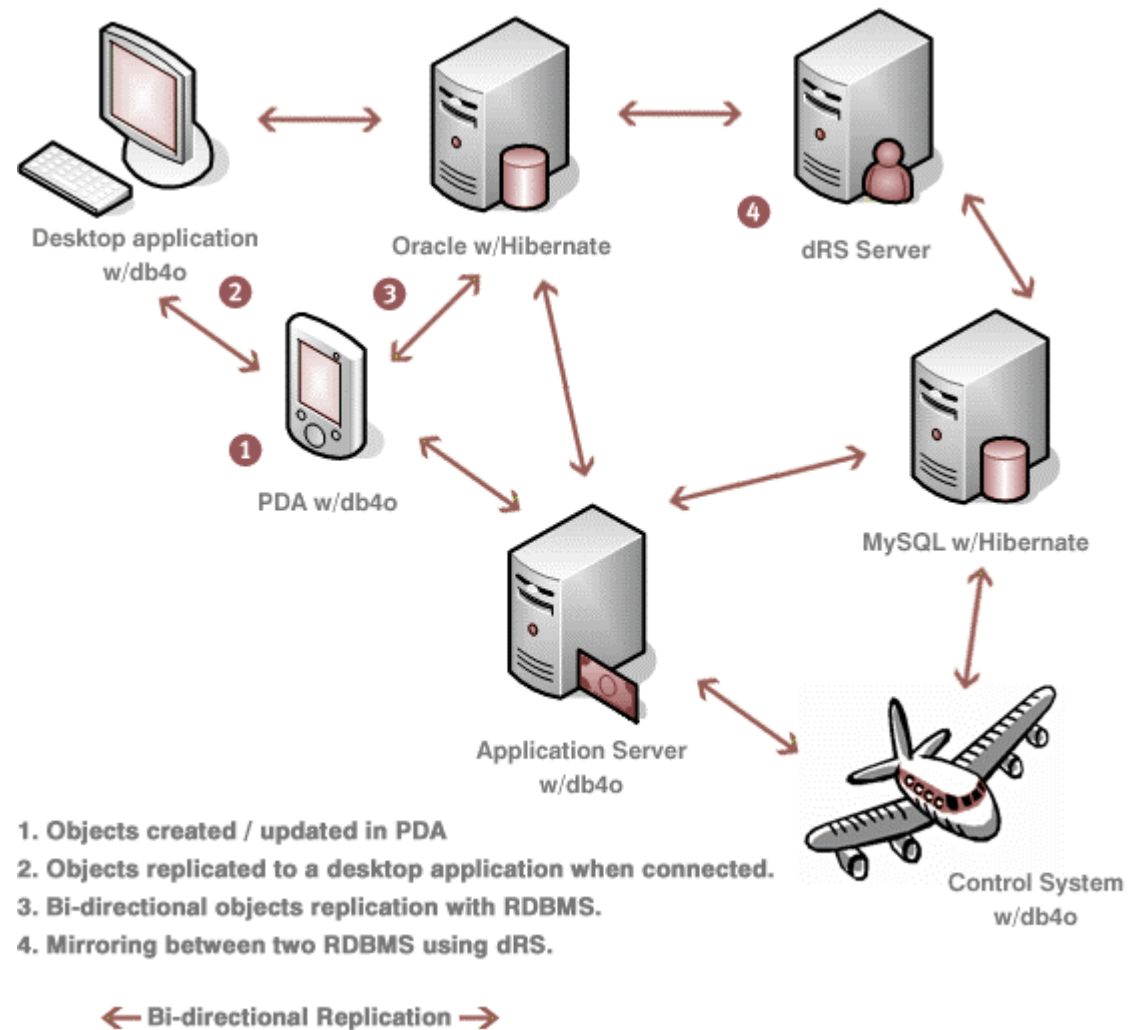 Desktop application
w/db4o
Oracle w/Hibernate
4
dRS Server
2
3
1
PDA w/db4o
MySQL w/Hibernate
Application Server
w/db4o
Control System
w/db4o
1. Objects created / updated in PDA
2. Objects replicated to a desktop application when connected.
3. Bi-directional objects replication with RDBMS.
4. Mirroring between two RDBMS using dRS.
Bi-directional Replication